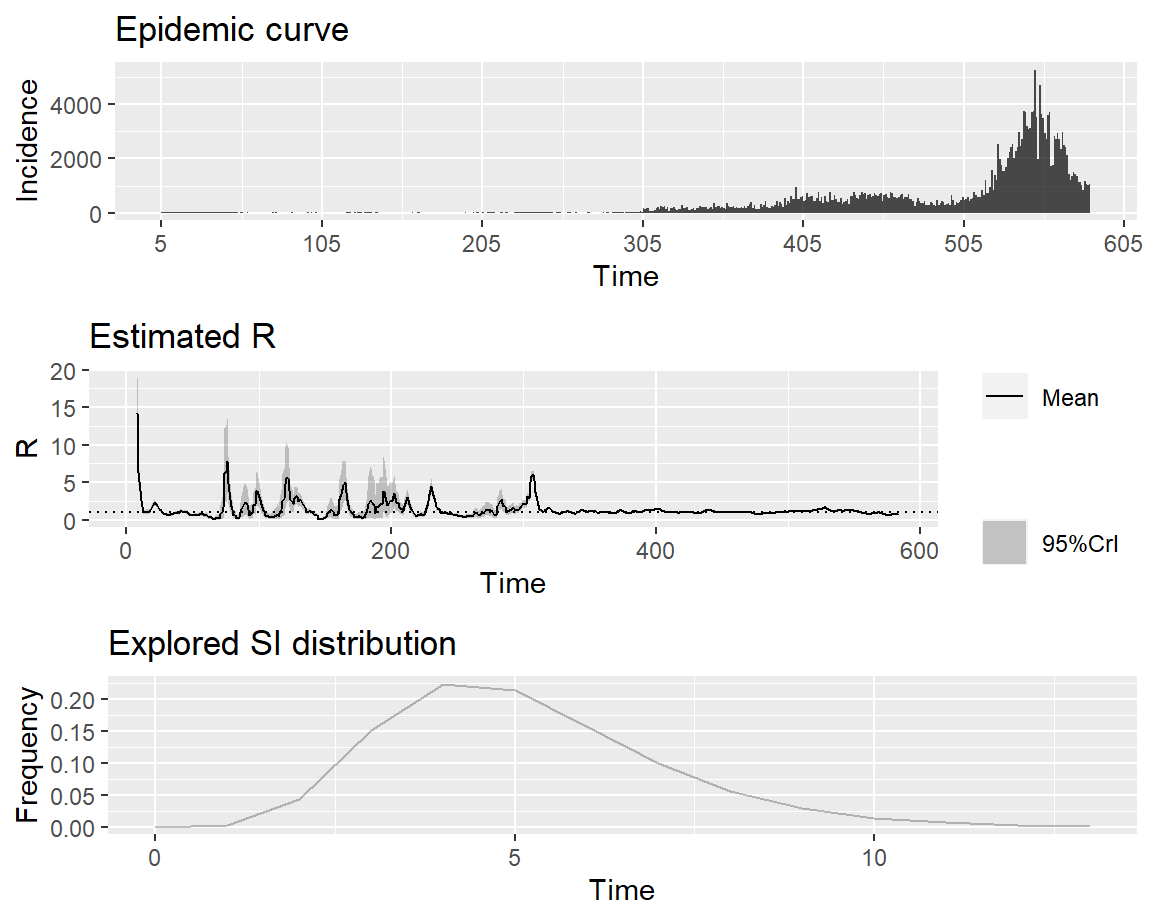 Epidemic curve
Incidence
4000
2000
0
5 105 205 305 405 505 605
Time
Estimated R
R
20
15
10
5
0
0 200 400 600
Time
Mean
95%CrI
Explored SI distribution
Frequency
0.20
0.15
0.10
0.05
0.00
0 5 10
Time